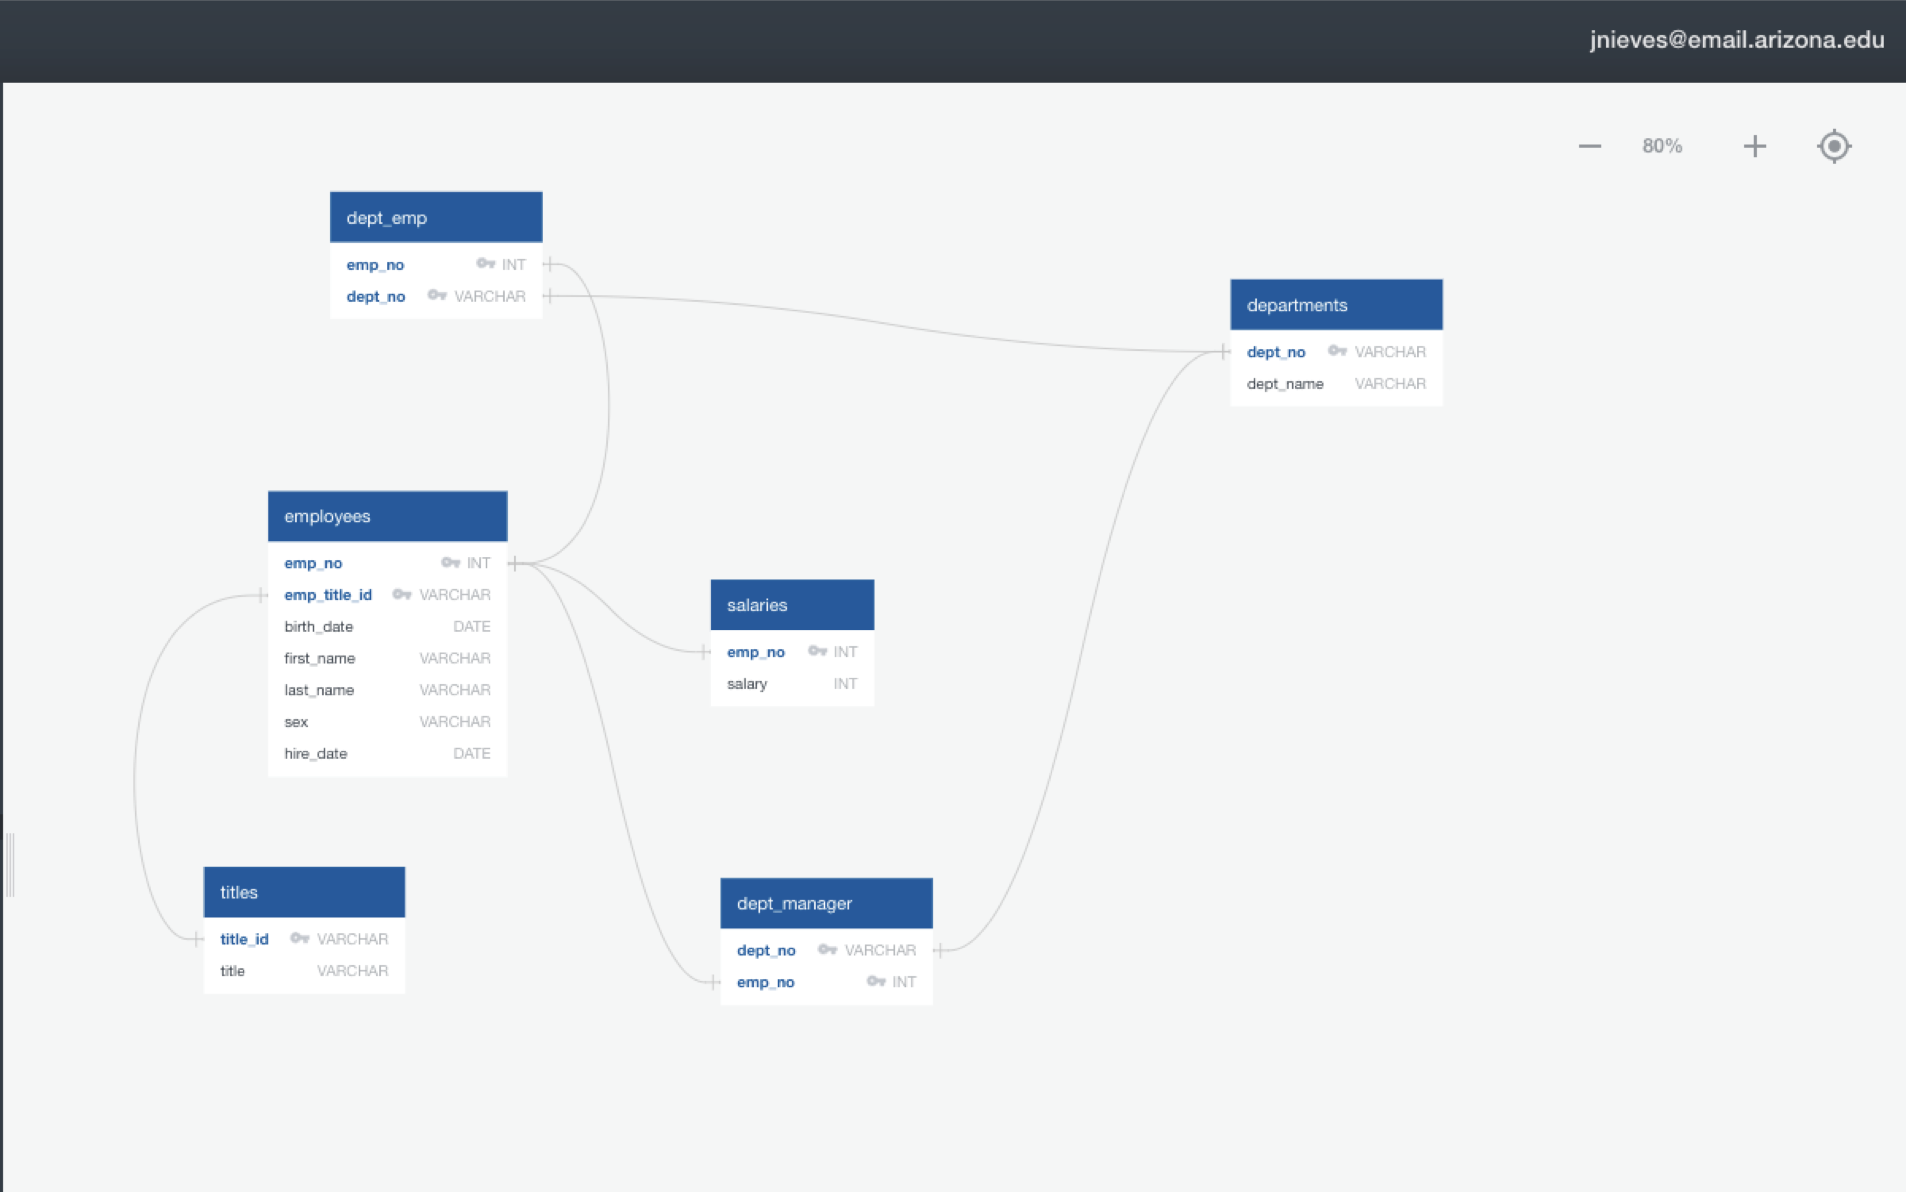 jnieves@email.arizona.edu
80%
dept_emp
emp_no INT
dept_no VARCHAR
departments
dept_no VARCHAR
dept_name VARCHAR
employees
emp_no INT
emp_title_id VARCHAR
birth_date DATE
first_name VARCHAR
last_name VARCHAR
sex VARCHAR
hire_date DATE
salaries
emp_no INT
salary INT
titles
title_id VARCHAR
title VARCHAR
dept_manager
dept_no VARCHAR
emp_no INT